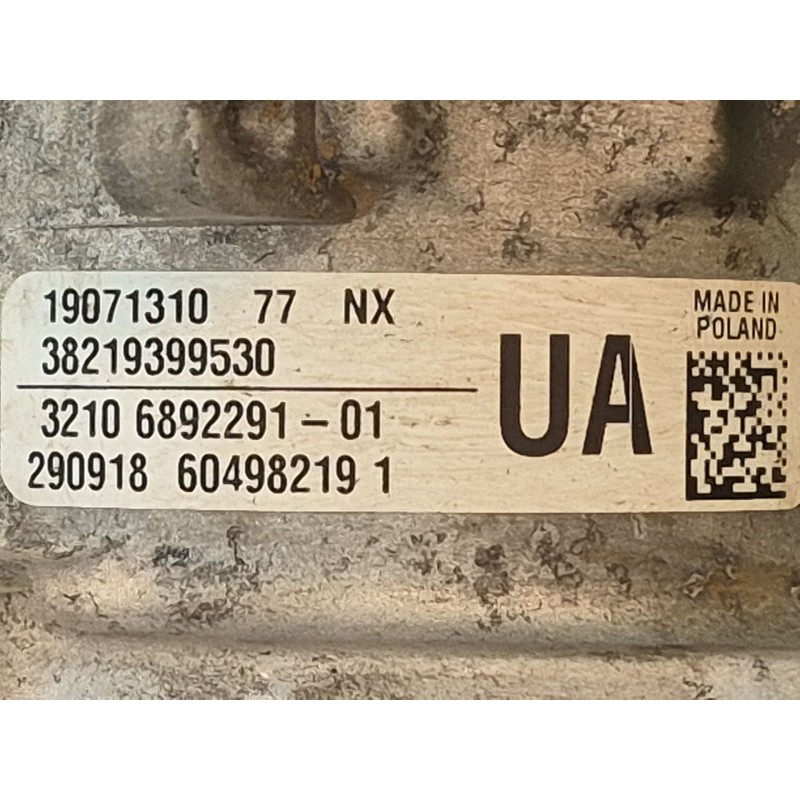 19071310 77 NX
38219399530
3210 6892291-01
290918 60498219 1
UA
MADE IN
POLAND